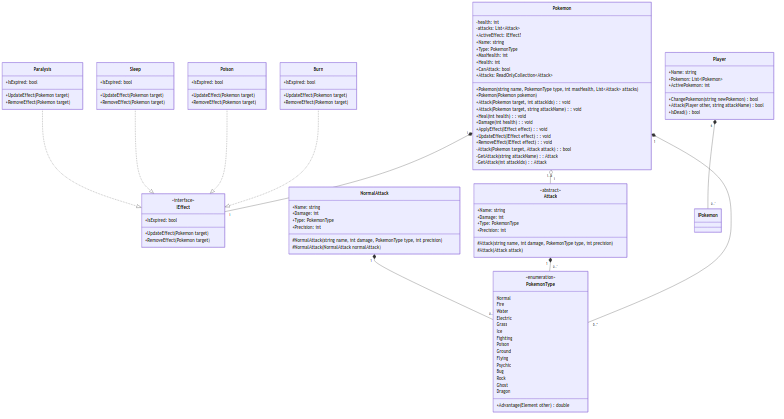 Pokemon
-health: int
-attacks: List<Attack>
+ActiveEffect: IEffect?
+Name: string
+Type: PokemonType
+MaxHealth: int
+Health: int
+CanAttack: bool
+Attacks: ReadOnlyCollection<Attack>
+Pokemon(string name, PokemonType type, int maxHealth, List<Attack> attacks)
+Pokemon(Pokemon pokemon)
+Attack(Pokemon target, int attackIdx) : : void
+Attack(Pokemon target, string attackName) : : void
+Heal(int health) : : void
+Damage(int health) : : void
+ApplyEffect(IEffect effect) : : void
+UpdateEffect(IEffect effect) : : void
+RemoveEffect(IEffect effect) : : void
-Attack(Pokemon target, Attack attack) : : bool
-GetAttack(string attackName) : : Attack
-GetAttack(int attackIdx) : : Attack
Player
+Name: string
+Pokemon: List<IPokemon>
+ActivePokemon: int
+ChangePokemon(string newPokemon) : bool
+Attack(Player other, string attackName) : bool
+IsDead() : bool
Paralysis
+IsExpired: bool
+UpdateEffect(Pokemon target)
+RemoveEffect(Pokemon target)
Sleep
+IsExpired: bool
+UpdateEffect(Pokemon target)
+RemoveEffect(Pokemon target)
Poison
+IsExpired: bool
+UpdateEffect(Pokemon target)
+RemoveEffect(Pokemon target)
Burn
+IsExpired: bool
+UpdateEffect(Pokemon target)
+RemoveEffect(Pokemon target)
«interface»
IEffect
+IsExpired: bool
+UpdateEffect(Pokemon target)
+RemoveEffect(Pokemon target)
NormalAttack
+Name: string
+Damage: int
+Type: PokemonType
+Precision: int
#NormalAttack(string name, int damage, PokemonType type, int precision)
#NormalAttack(NormalAttack normalAttack)
«abstract»
Attack
+Name: string
+Damage: int
+Type: PokemonType
+Precision: int
#Attack(string name, int damage, PokemonType type, int precision)
#Attack(Attack attack)
IPokemon
«enumeration»
PokemonType
Normal
Fire
Water
Electric
Grass
Ice
Fighting
Poison
Ground
Flying
Psychic
Bug
Rock
Ghost
Dragon
+Advantage(Element other) : double